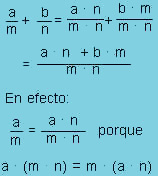 a/m + b/n = a · n/m · n + b · m/m · n
= a · n + b · m/m · n
En efecto:
a/m = a · n/m · n porque
a · (m · n) = m · (a · n)